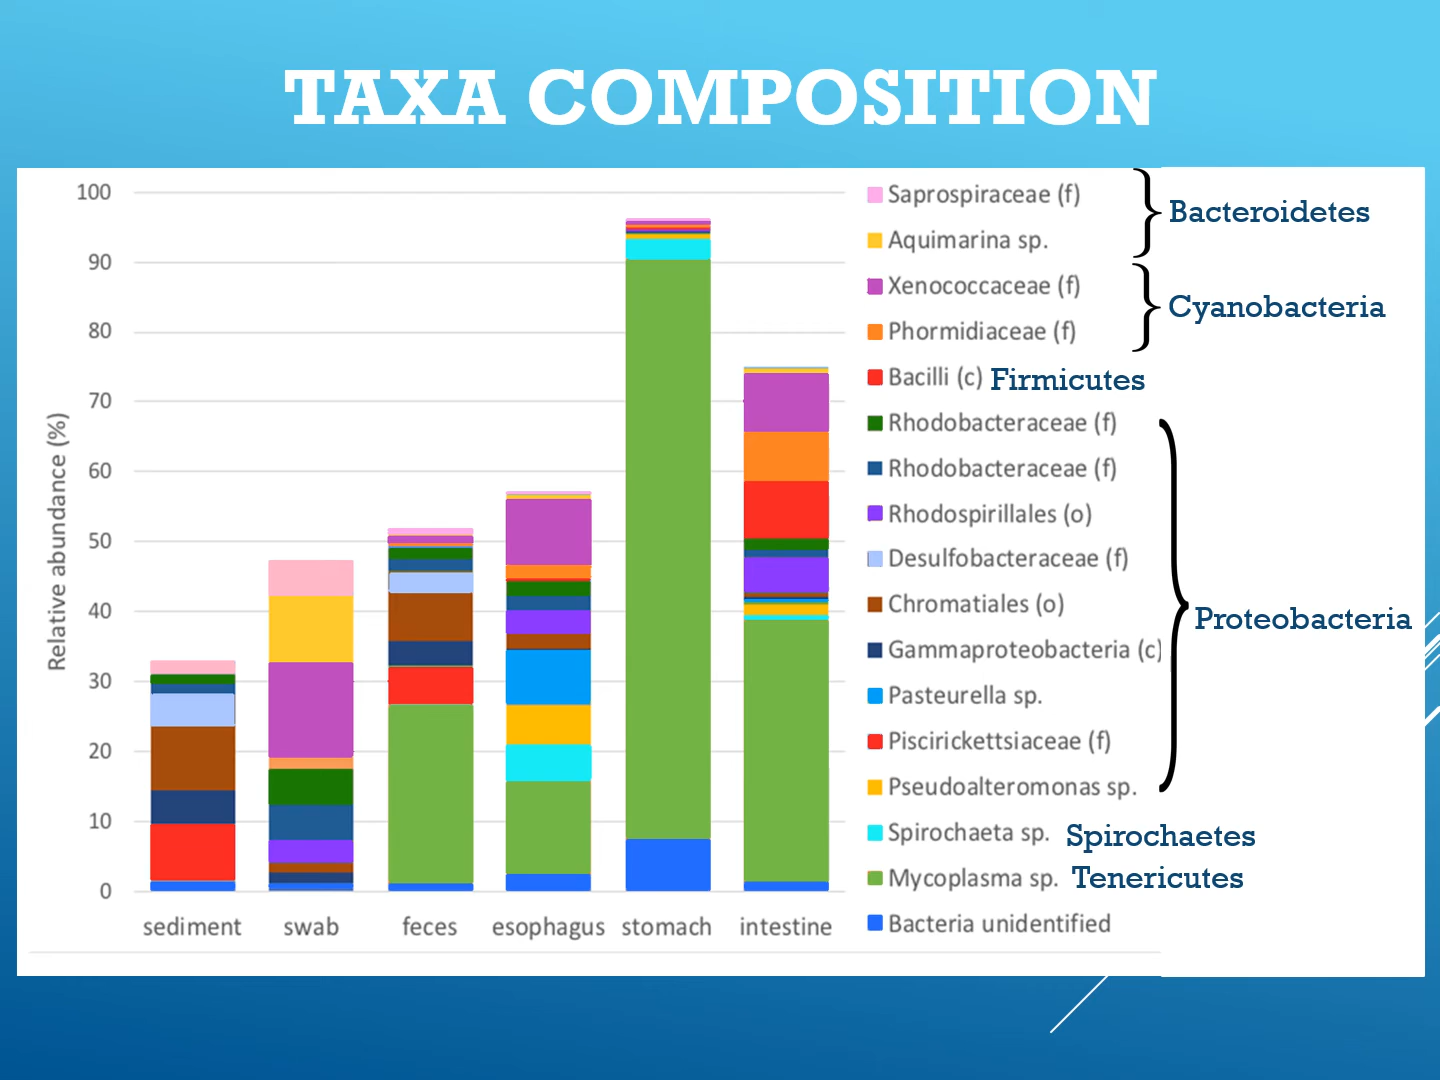 TAXA COMPOSITION
100
90
80
70
60
50
40
30
20
10
0
Relative abundance (%)
sediment swab feces esophagus stomach intestine
Saprospiraceae (f)
Aquimarina sp.
Bacteroidetes
Xenococcaceae (f)
Phormidiaceae (f)
Cyanobacteria
Bacilli (c) Firmicutes
Rhodobacteraceae (f)
Rhodobacteraceae (f)
Rhodospirillales (o)
Desulfobacteraceae (f)
Chromatiales (o)
Gammaproteobacteria (c)
Pasteurella sp.
Piscirickettsiaceae (f)
Pseudoalteromonas sp.
Proteobacteria
Spirochaeta sp. Spirochaetes
Mycoplasma sp. Tenericutes
Bacteria unidentified